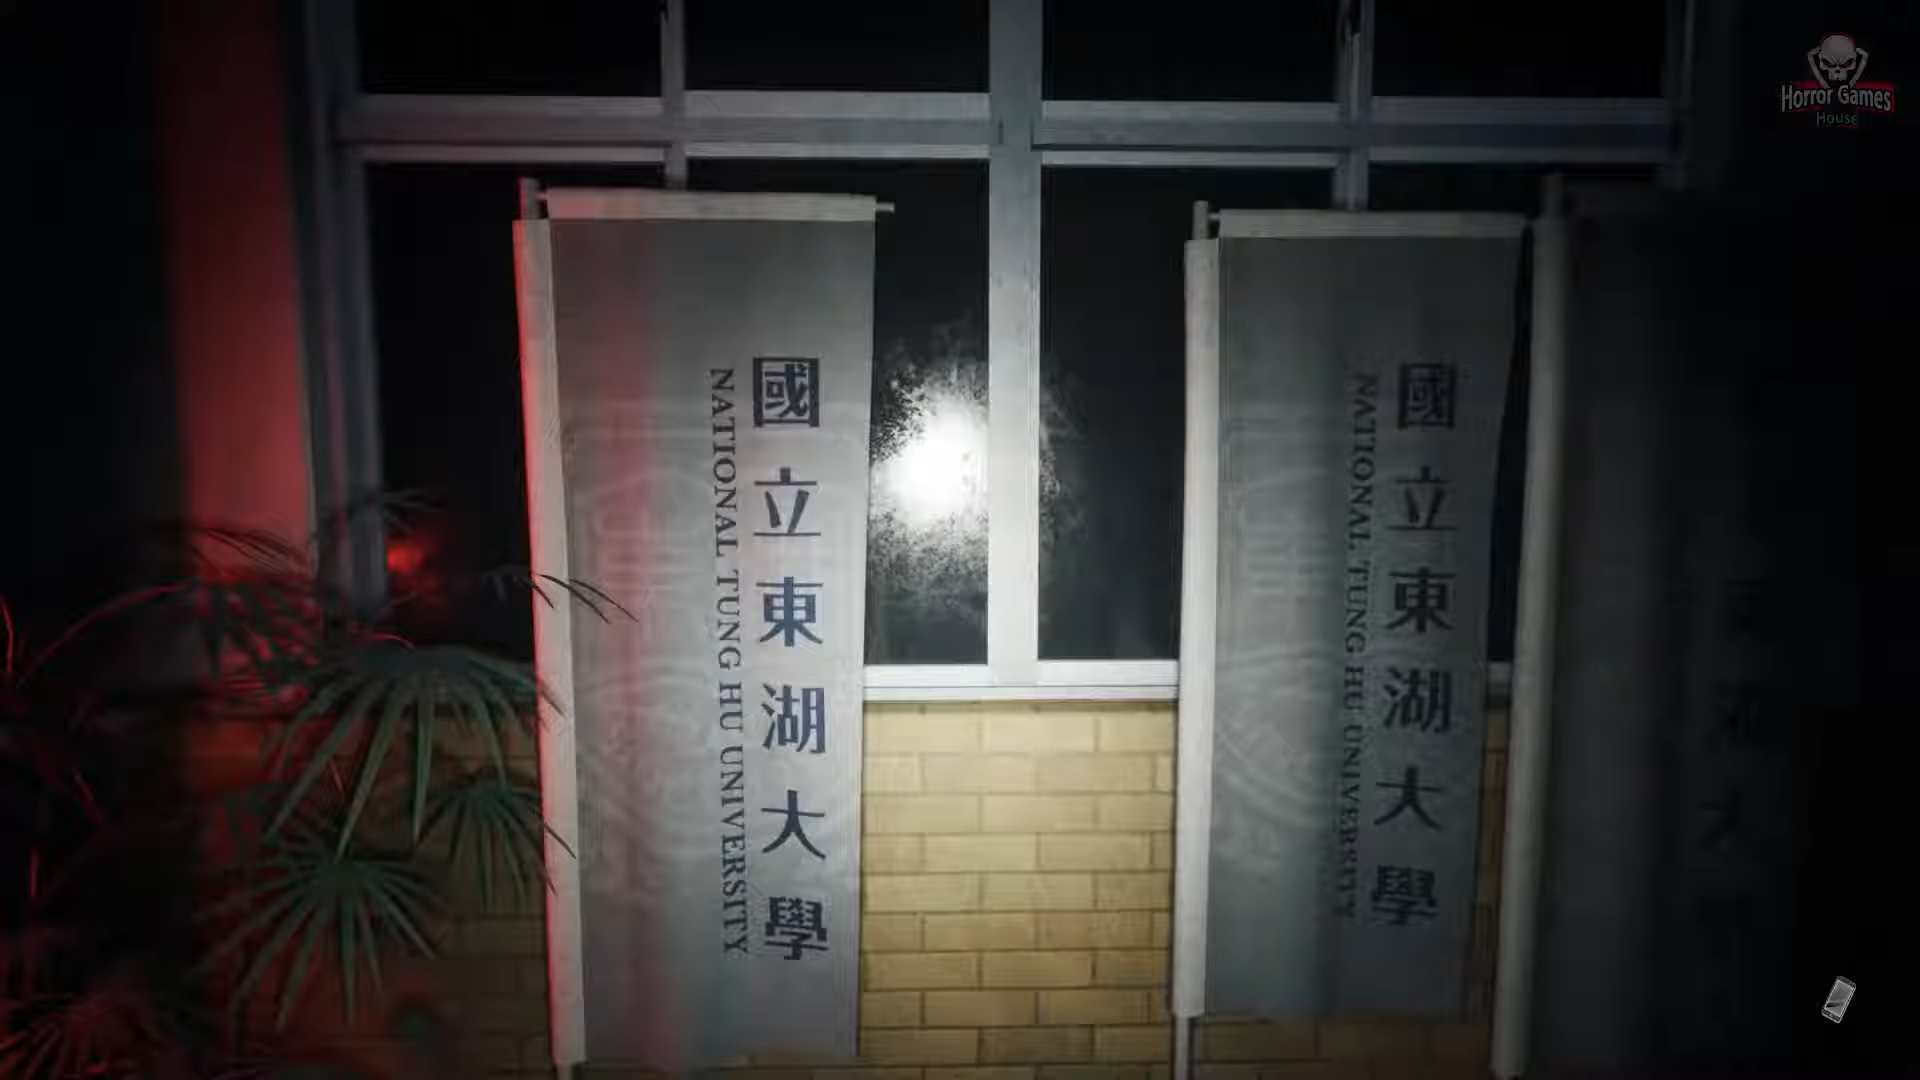 國立東湖大學
NATIONAL TUNG HU UNIVERSITY
國立東湖大學
NATIONAL TUNG HU UNIVERSITY
Horror Games
House